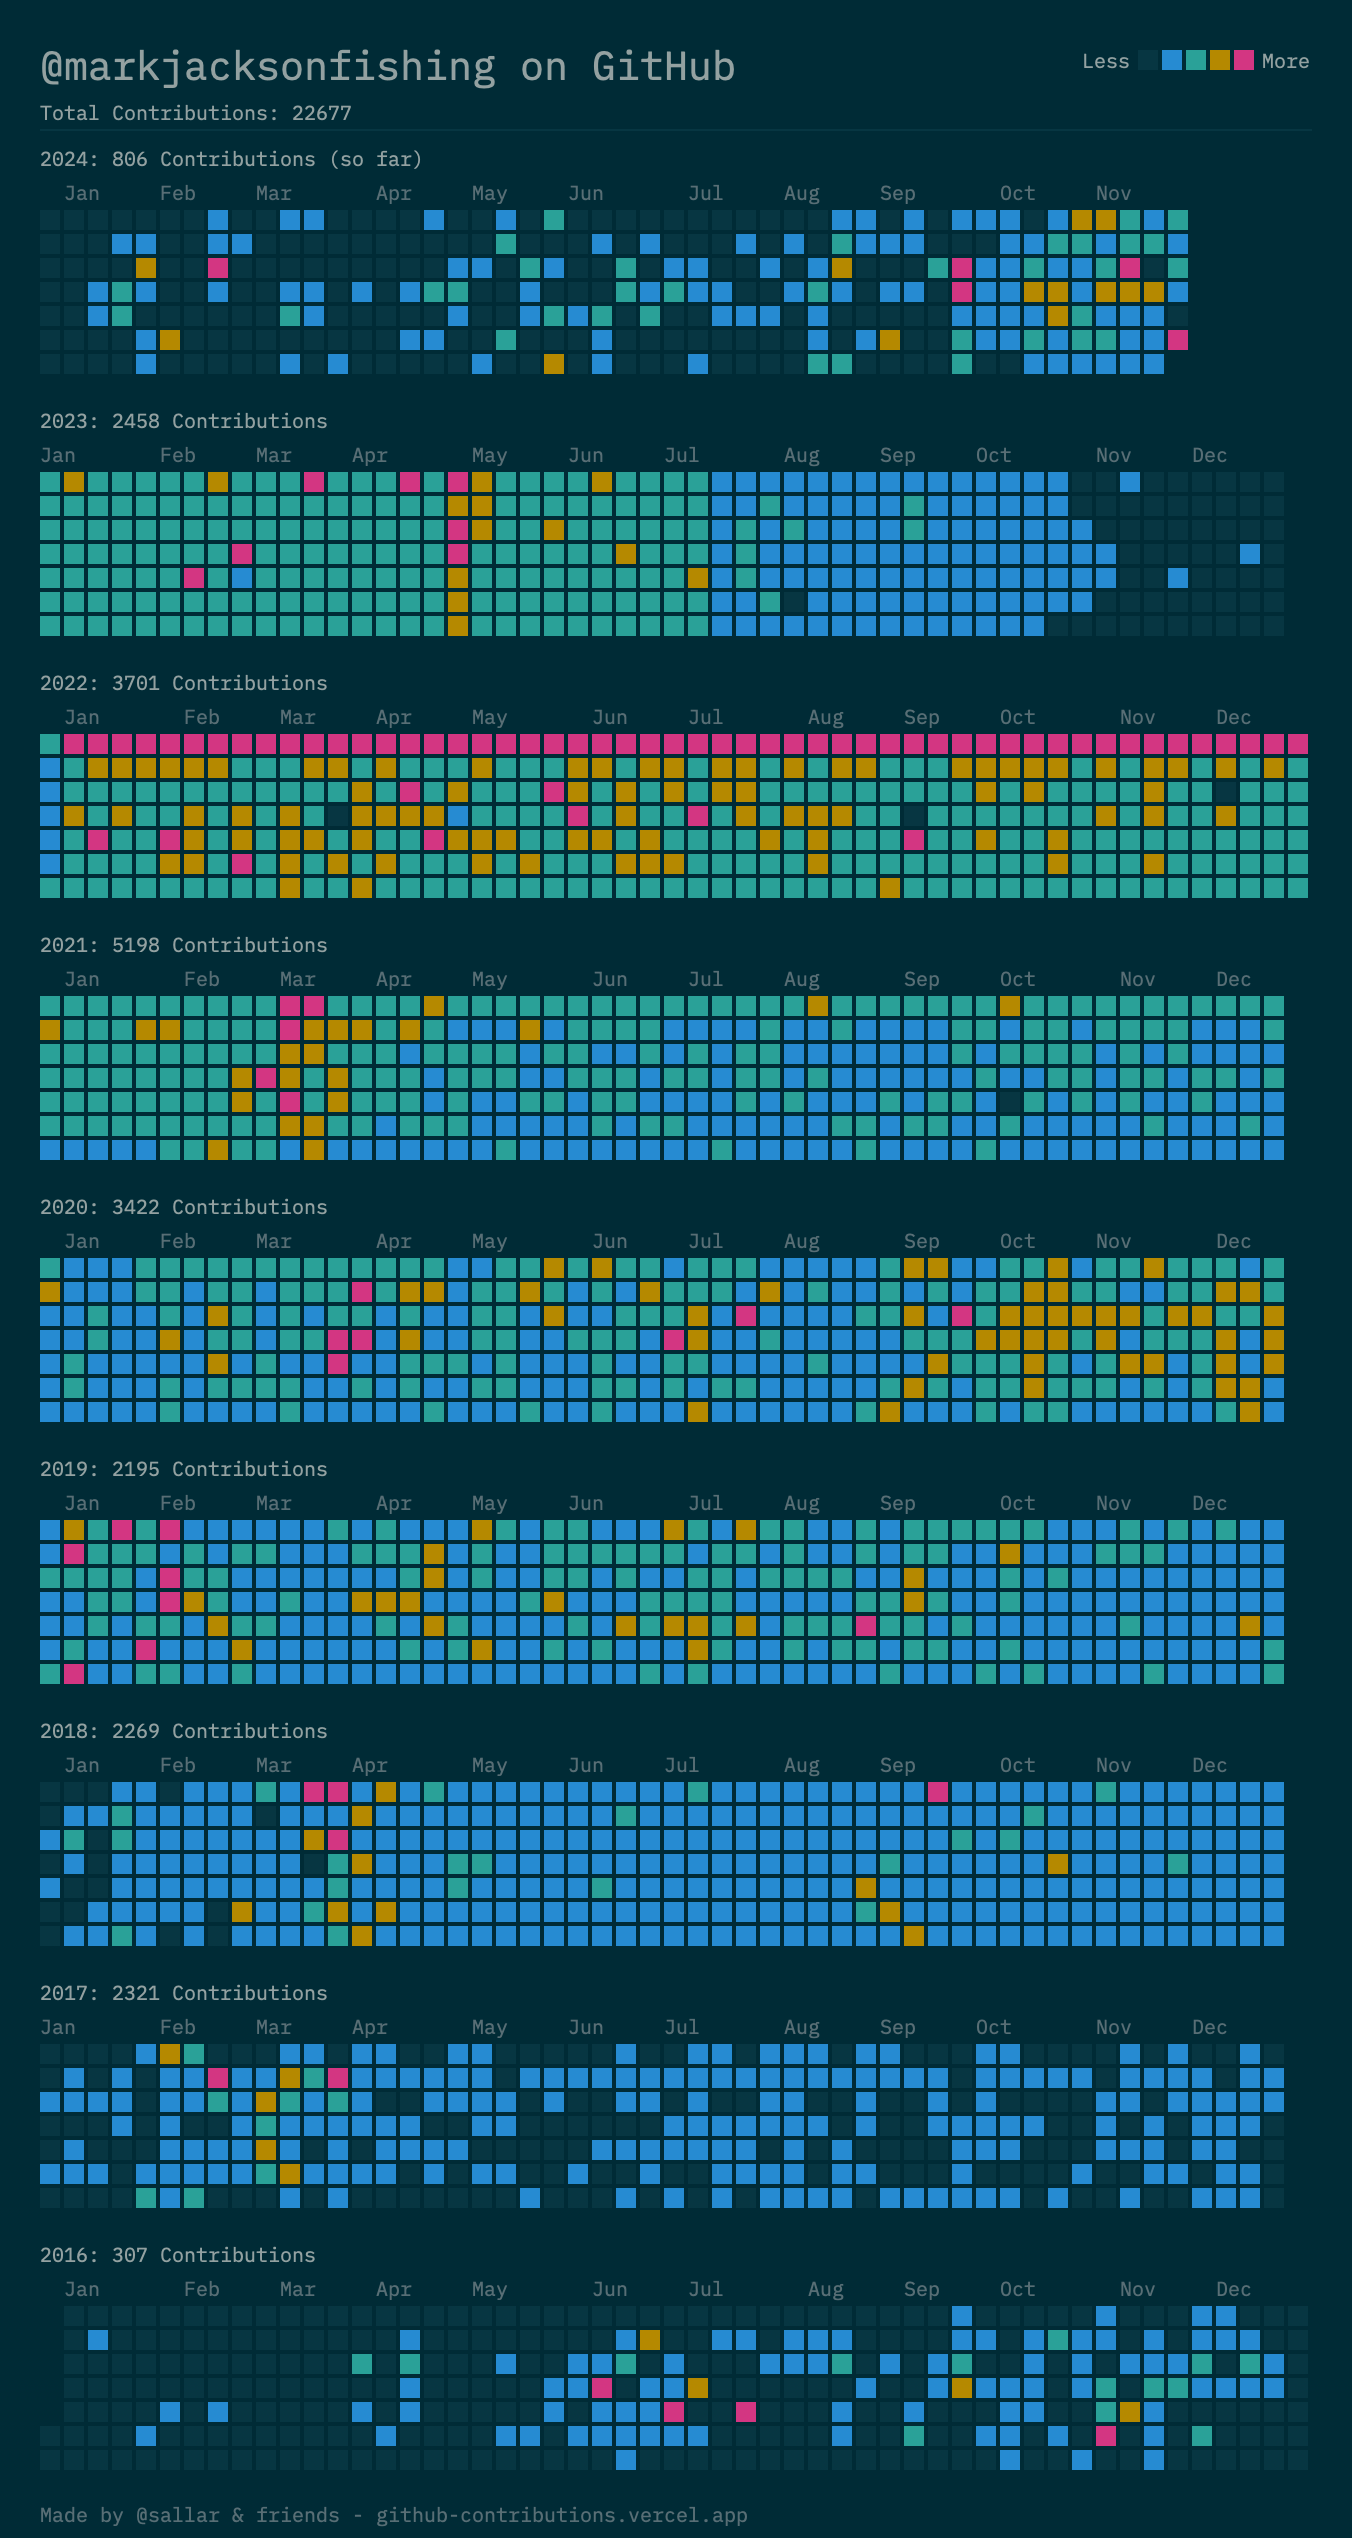 @markjacksonfishing on GitHub
Less More
Total Contributions: 22677
2024: 806 Contributions (so far)
Jan Feb Mar Apr May Jun Jul Aug Sep Oct Nov
2023: 2458 Contributions
Jan Feb Mar Apr May Jun Jul Aug Sep Oct Nov Dec
2022: 3701 Contributions
Jan Feb Mar Apr May Jun Jul Aug Sep Oct Nov Dec
2021: 5198 Contributions
Jan Feb Mar Apr May Jun Jul Aug Sep Oct Nov Dec
2020: 3422 Contributions
Jan Feb Mar Apr May Jun Jul Aug Sep Oct Nov Dec
2019: 2195 Contributions
Jan Feb Mar Apr May Jun Jul Aug Sep Oct Nov Dec
2018: 2269 Contributions
Jan Feb Mar Apr May Jun Jul Aug Sep Oct Nov Dec
2017: 2321 Contributions
Jan Feb Mar Apr May Jun Jul Aug Sep Oct Nov Dec
2016: 307 Contributions
Jan Feb Mar Apr May Jun Jul Aug Sep Oct Nov Dec
Made by @sallar & friends - github-contributions.vercel.app